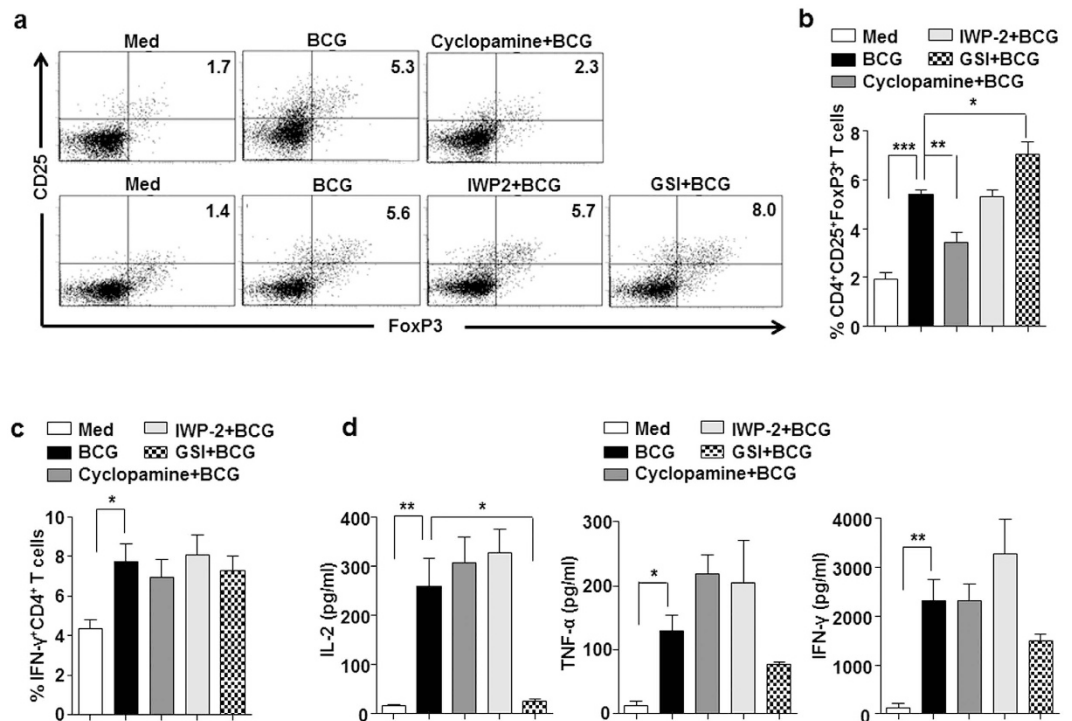 a
Med BCG Cyclopamine+BCG
1.7 5.3 2.3
CD25
Med BCG IWP2+BCG GSI+BCG
1.4 5.6 5.7 8.0
FoxP3
b
Med IWP-2+BCG
BCG GSI+BCG
Cyclopamine+BCG
% CD4⁺CD25⁺FoxP3⁺ T cells
*
*** **
8
6
4
2
0
c
Med IWP-2+BCG
BCG GSI+BCG
Cyclopamine+BCG
% IFN-γ⁺CD4⁺ T cells
*
10
8
6
4
2
0
d
Med IWP-2+BCG
BCG GSI+BCG
Cyclopamine+BCG
IL-2 (pg/ml)
** *
400
300
200
100
0
TNF-α (pg/ml)
*
300
200
100
0
IFN-γ (pg/ml)
**
4000
3000
2000
1000
0